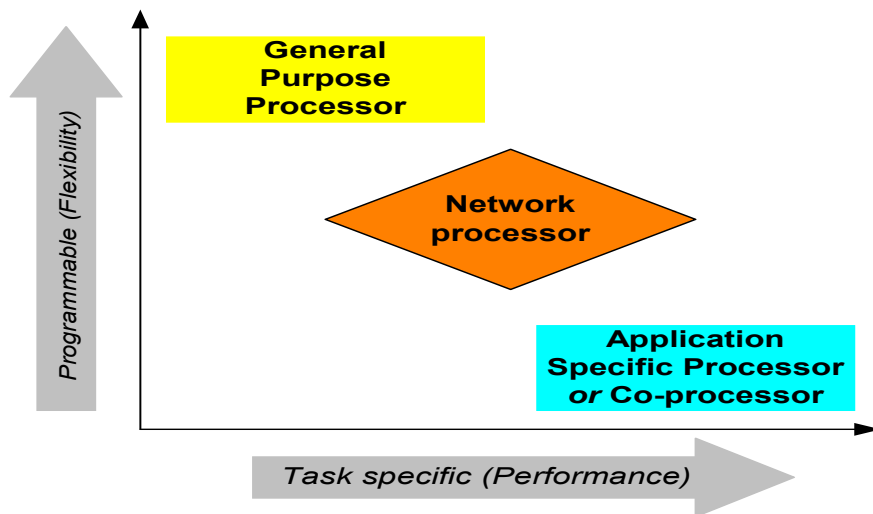 General
Purpose
Processor
Programmable (Flexibility)
Network
processor
Application
Specific Processor
or Co-processor
Task specific (Performance)